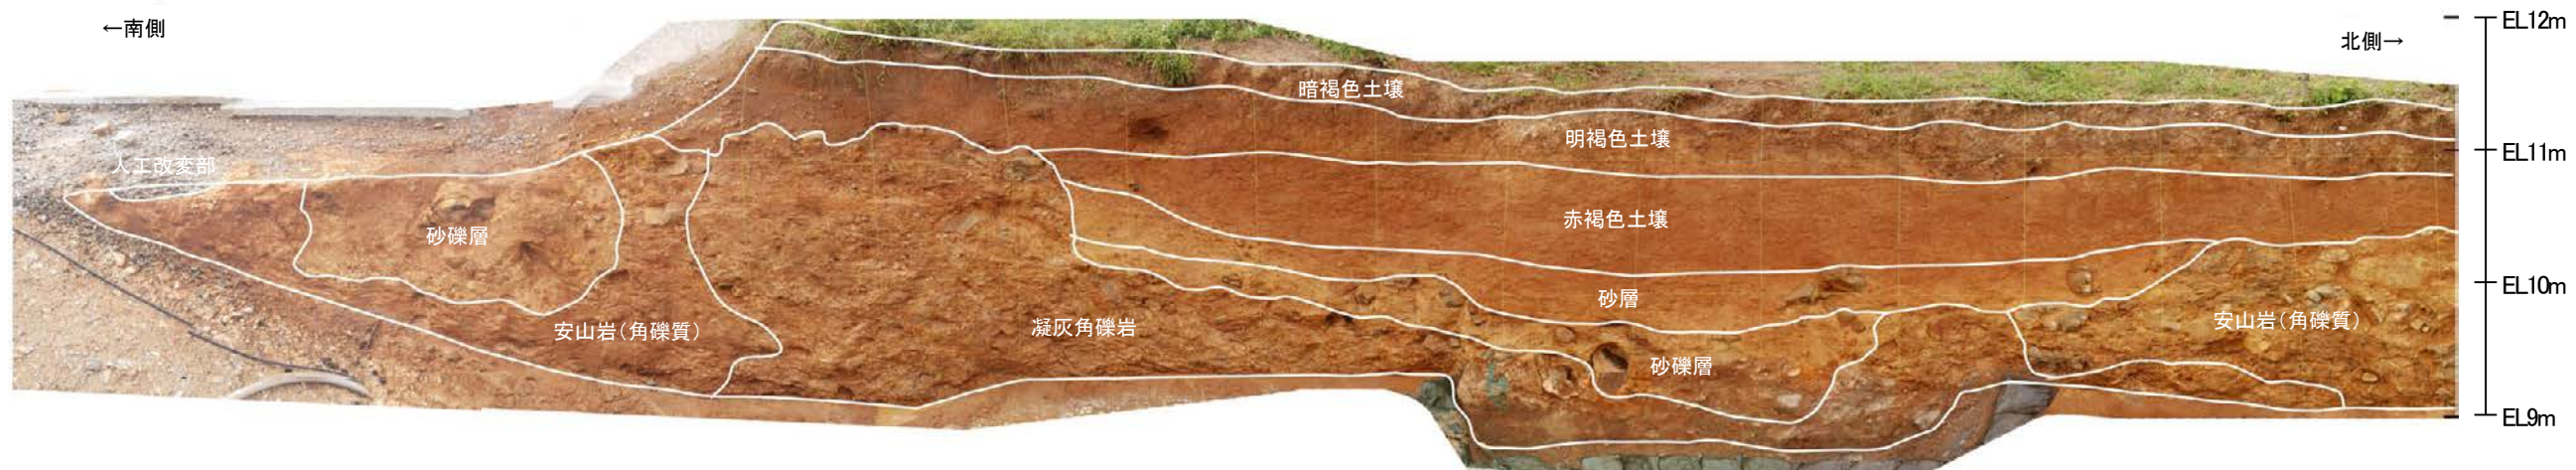 ←南側
北側→
EL12m
暗褐色土壌
明褐色土壌
EL11m
人工改変部
赤褐色土壌
砂礫層
EL10m
砂層
安山岩(角礫質)
凝灰角礫岩
安山岩(角礫質)
砂礫層
EL9m